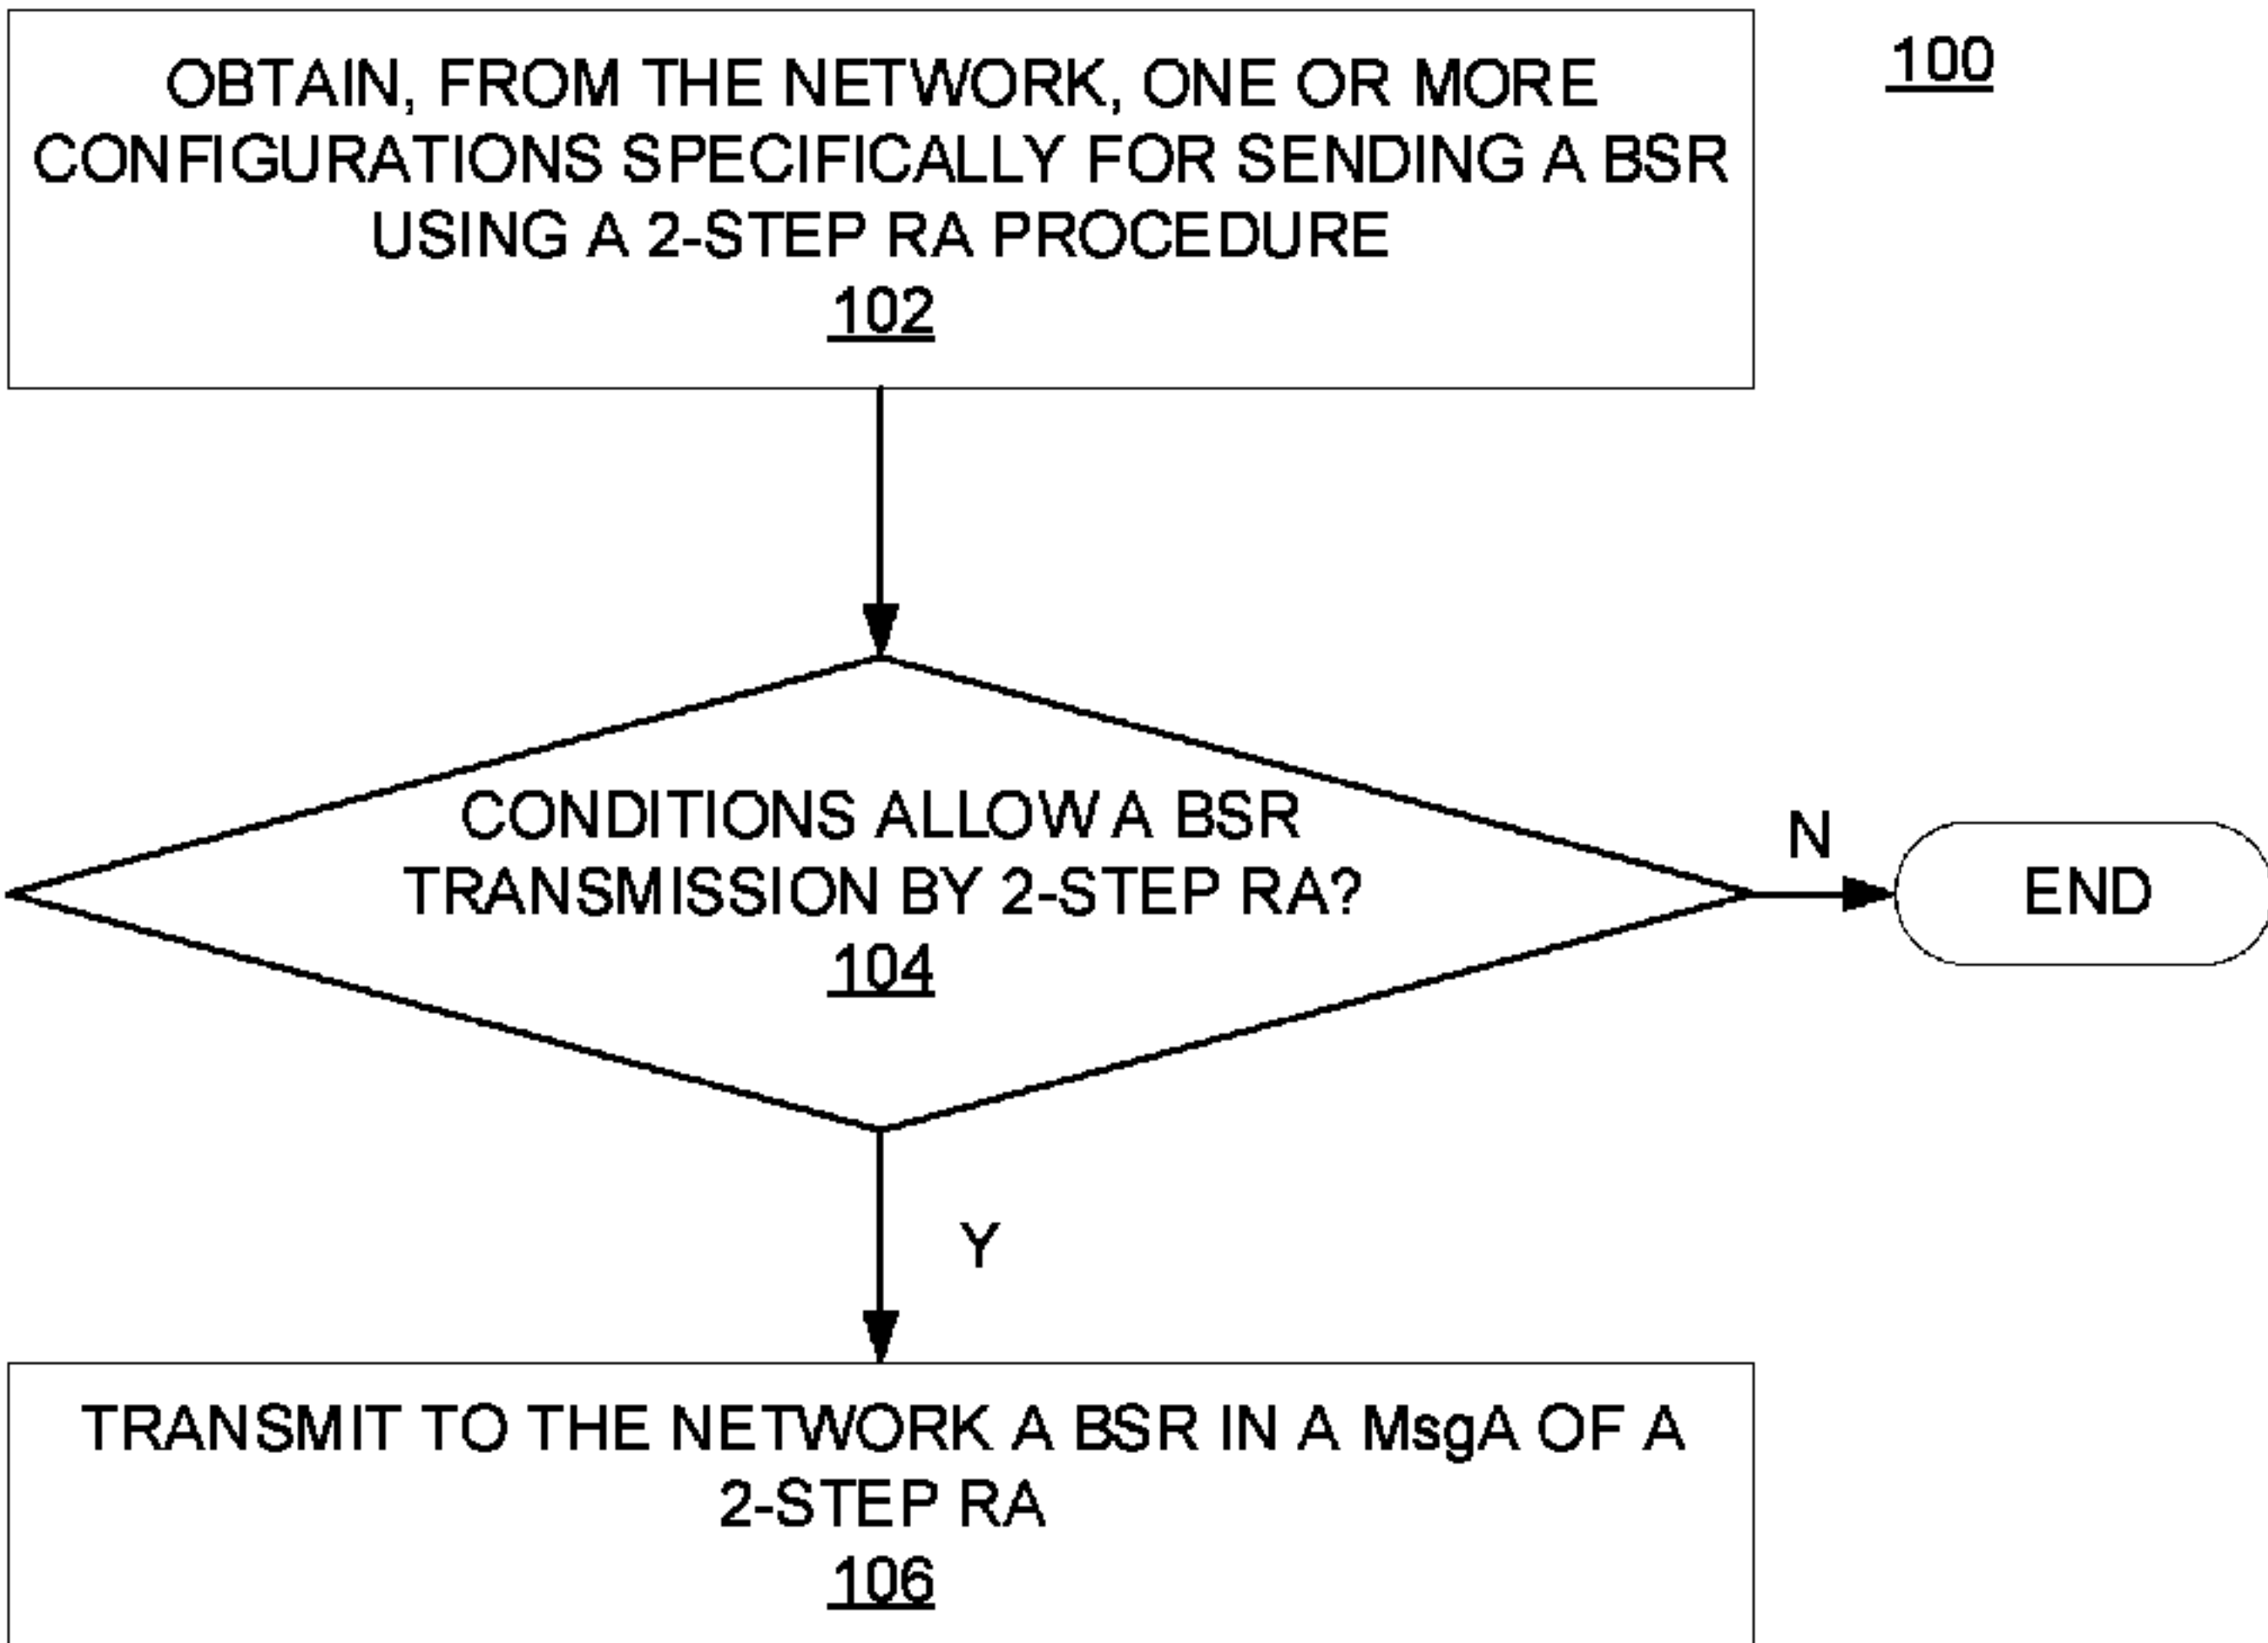 100
OBTAIN, FROM THE NETWORK, ONE OR MORE
CONFIGURATIONS SPECIFICALLY FOR SENDING A BSR
USING A 2-STEP RA PROCEDURE
102
CONDITIONS ALLOW A BSR
TRANSMISSION BY 2-STEP RA?
104
N
END
Y
TRANSMIT TO THE NETWORK A BSR IN A MsgA OF A
2-STEP RA
106